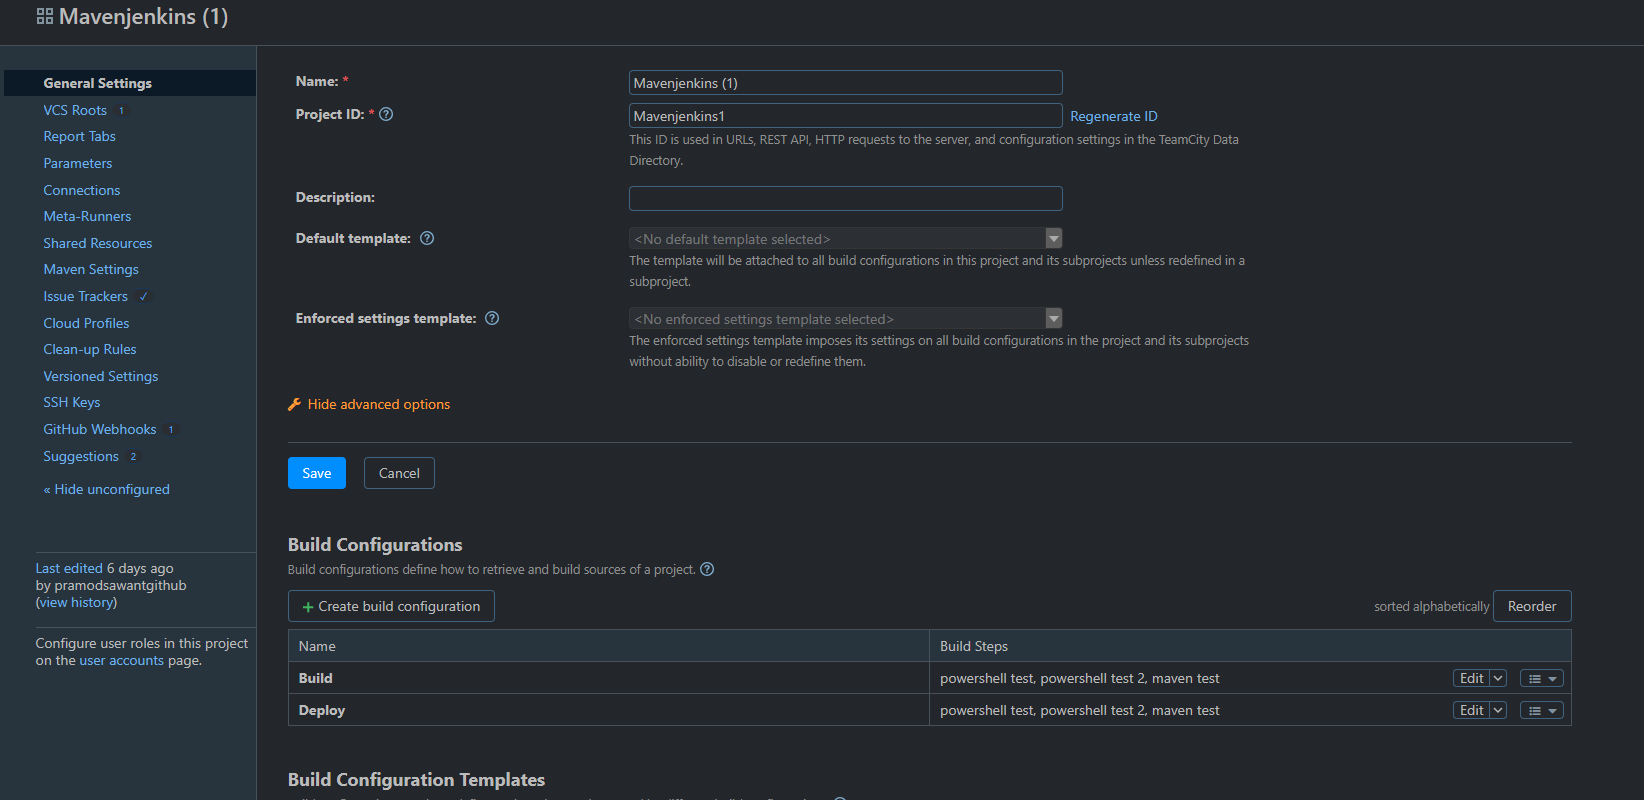 Mavenjenkins (1)
General Settings
VCS Roots 1
Report Tabs
Parameters
Connections
Meta-Runners
Shared Resources
Maven Settings
Issue Trackers ✓
Cloud Profiles
Clean-up Rules
Versioned Settings
SSH Keys
GitHub Webhooks 1
Suggestions 2
« Hide unconfigured
Last edited 6 days ago
by pramodsawantgithub
(view history)
Configure user roles in this project
on the user accounts page.
Name: * Mavenjenkins (1)
Project ID: * ? Mavenjenkins1 Regenerate ID
This ID is used in URLs, REST API, HTTP requests to the server, and configuration settings in the TeamCity Data
Directory.
Description:
Default template: ? <No default template selected>
The template will be attached to all build configurations in this project and its subprojects unless redefined in a
subproject.
Enforced settings template: ? <No enforced settings template selected>
The enforced settings template imposes its settings on all build configurations in the project and its subprojects
without ability to disable or redefine them.
Hide advanced options
Save Cancel
Build Configurations
Build configurations define how to retrieve and build sources of a project. ?
+ Create build configuration sorted alphabetically Reorder
Name Build Steps
Build powershell test, powershell test 2, maven test Edit
Deploy powershell test, powershell test 2, maven test Edit
Build Configuration Templates